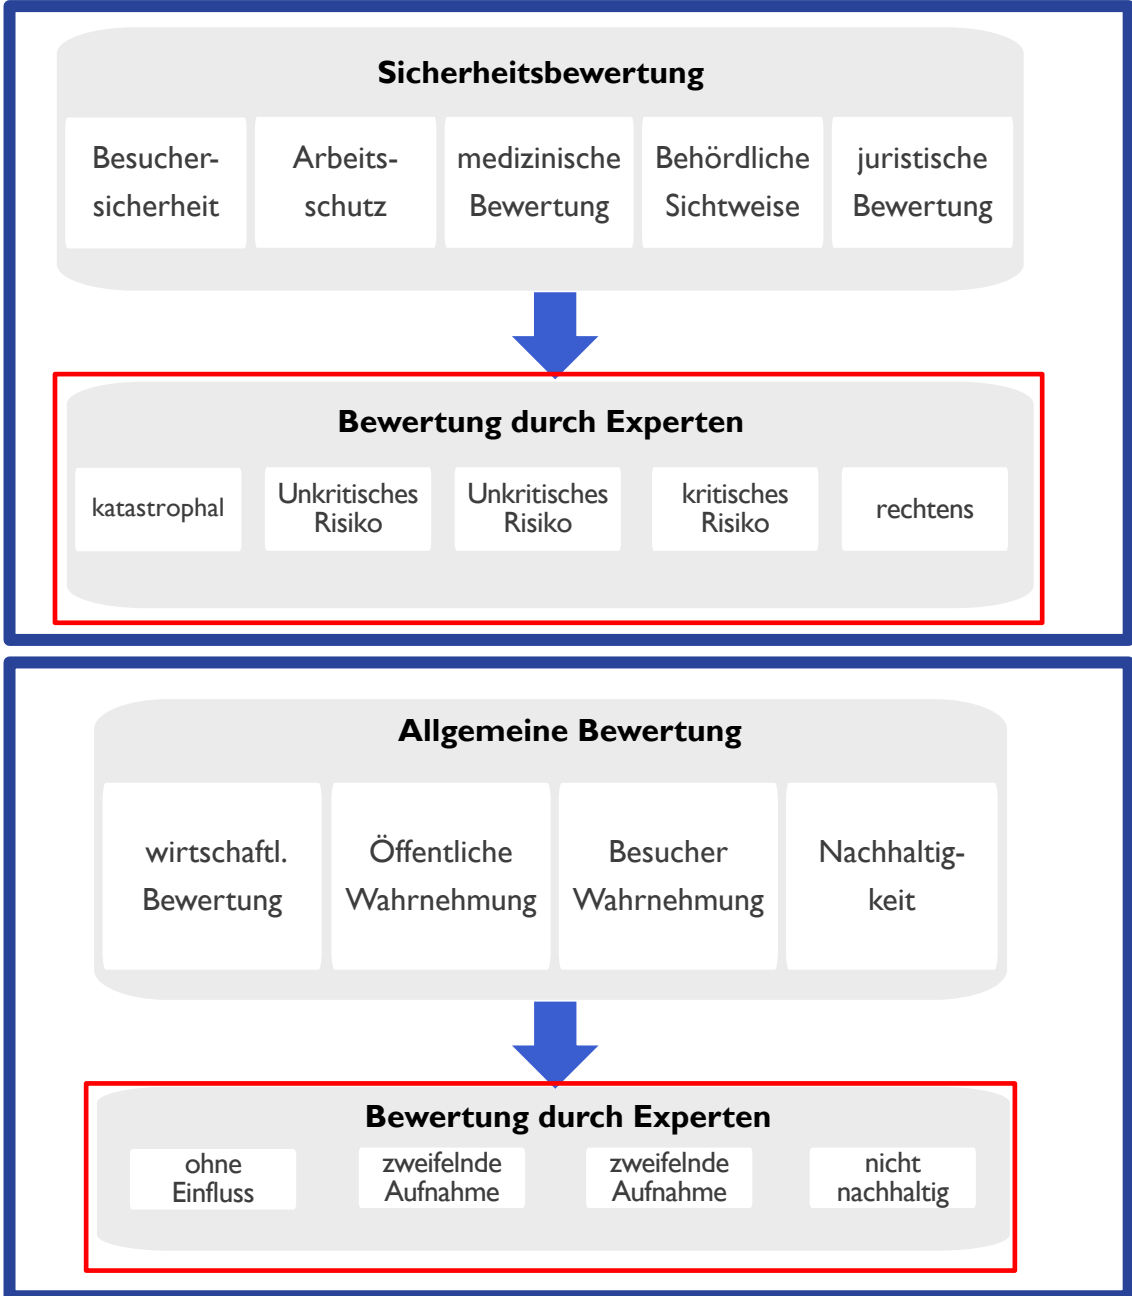 Sicherheitsbewertung
Besucher-
sicherheit
Arbeits-
schutz
medizinische
Bewertung
Behördliche
Sichtweise
juristische
Bewertung
Bewertung durch Experten
katastrophal
Unkritisches
Risiko
Unkritisches
Risiko
kritisches
Risiko
rechtens
Allgemeine Bewertung
wirtschaftl.
Bewertung
Öffentliche
Wahrnehmung
Besucher
Wahrnehmung
Nachhaltig-
keit
Bewertung durch Experten
ohne
Einfluss
zweifelnde
Aufnahme
zweifelnde
Aufnahme
nicht
nachhaltig